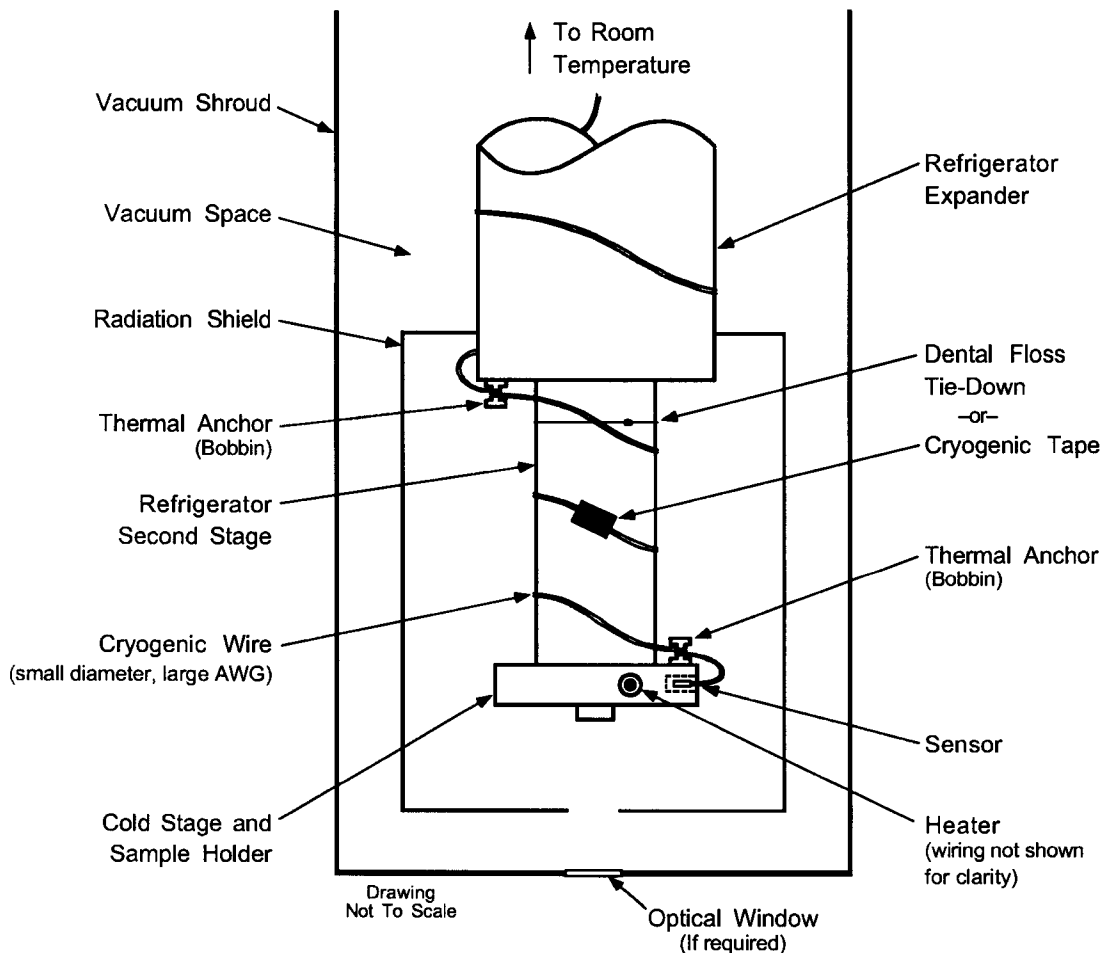 To Room
Temperature
Vacuum Shroud
Vacuum Space
Radiation Shield
Thermal Anchor
(Bobbin)
Refrigerator
Second Stage
Cryogenic Wire
(small diameter, large AWG)
Cold Stage and
Sample Holder
Drawing
Not To Scale
Refrigerator
Expander
Dental Floss
Tie-Down
–or–
Cryogenic Tape
Thermal Anchor
(Bobbin)
Sensor
Heater
(wiring not shown
for clarity)
Optical Window
(If required)